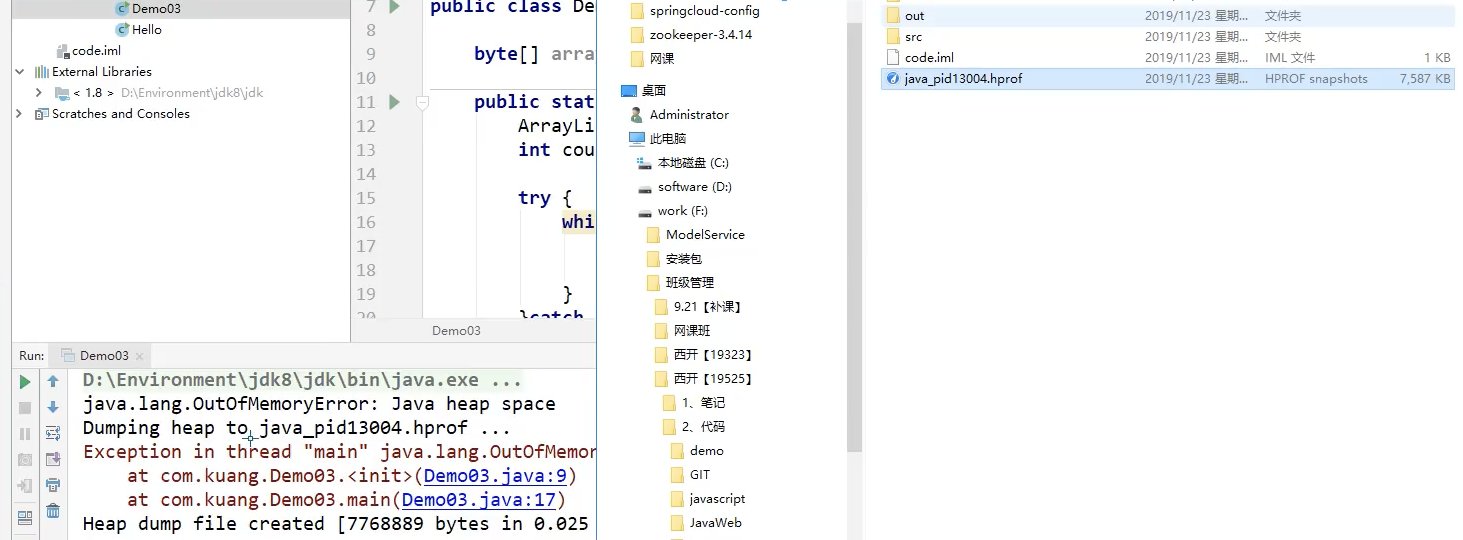 Demo03
Hello
code.iml
External Libraries
< 1.8 > D:\Environment\jdk8\jdk
Scratches and Consoles
7 public class De
8
9 byte[] arra
10
11 public stat
12 ArrayLi
13 int cou
14
15 try {
16 whi
17
18
19 }
20 }catch
Demo03
Run: Demo03
D:\Environment\jdk8\jdk\bin\java.exe ...
java.lang.OutOfMemoryError: Java heap space
Dumping heap to java_pid13004.hprof ...
Exception in thread "main" java.lang.OutOfMemor
at com.kuang.Demo03.<init>(Demo03.java:9)
at com.kuang.Demo03.main(Demo03.java:17)
Heap dump file created [7768889 bytes in 0.025
springcloud-config
zookeeper-3.4.14
网课
桌面
Administrator
此电脑
本地磁盘 (C:)
software (D:)
work (F:)
ModelService
安装包
班级管理
9.21【补课】
网课班
西开【19323】
西开【19525】
1、笔记
2、代码
demo
GIT
javascript
JavaWeb
out 2019/11/23 星期... 文件夹
src 2019/11/23 星期... 文件夹
code.iml 2019/11/23 星期... IML 文件 1 KB
java_pid13004.hprof 2019/11/23 星期... HPROF snapshots 7,587 KB